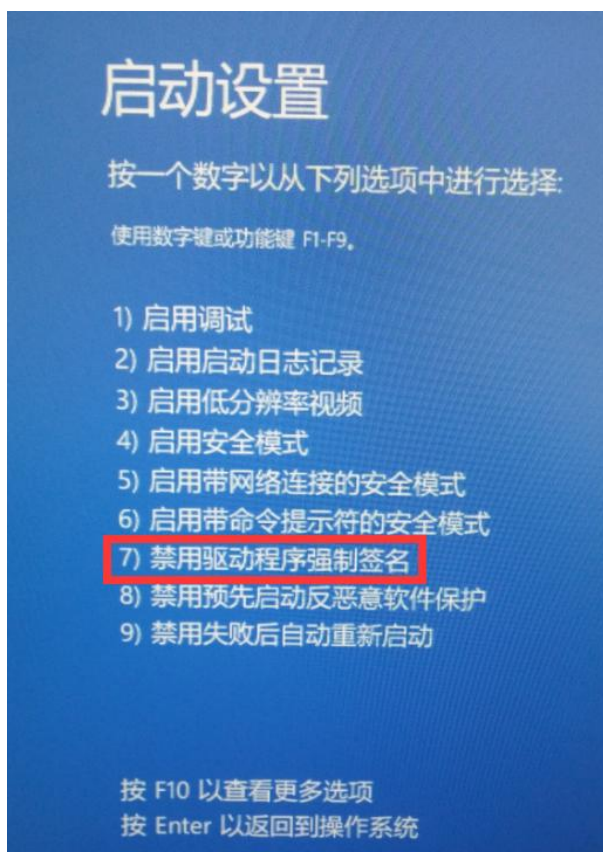 启动设置
按一个数字以从下列选项中进行选择:
使用数字键或功能键 F1-F9。
1) 启用调试
2) 启用启动日志记录
3) 启用低分辨率视频
4) 启用安全模式
5) 启用带网络连接的安全模式
6) 启用带命令提示符的安全模式
7) 禁用驱动程序强制签名
8) 禁用预先启动反恶意软件保护
9) 禁用失败后自动重新启动
按 F10 以查看更多选项
按 Enter 以返回到操作系统